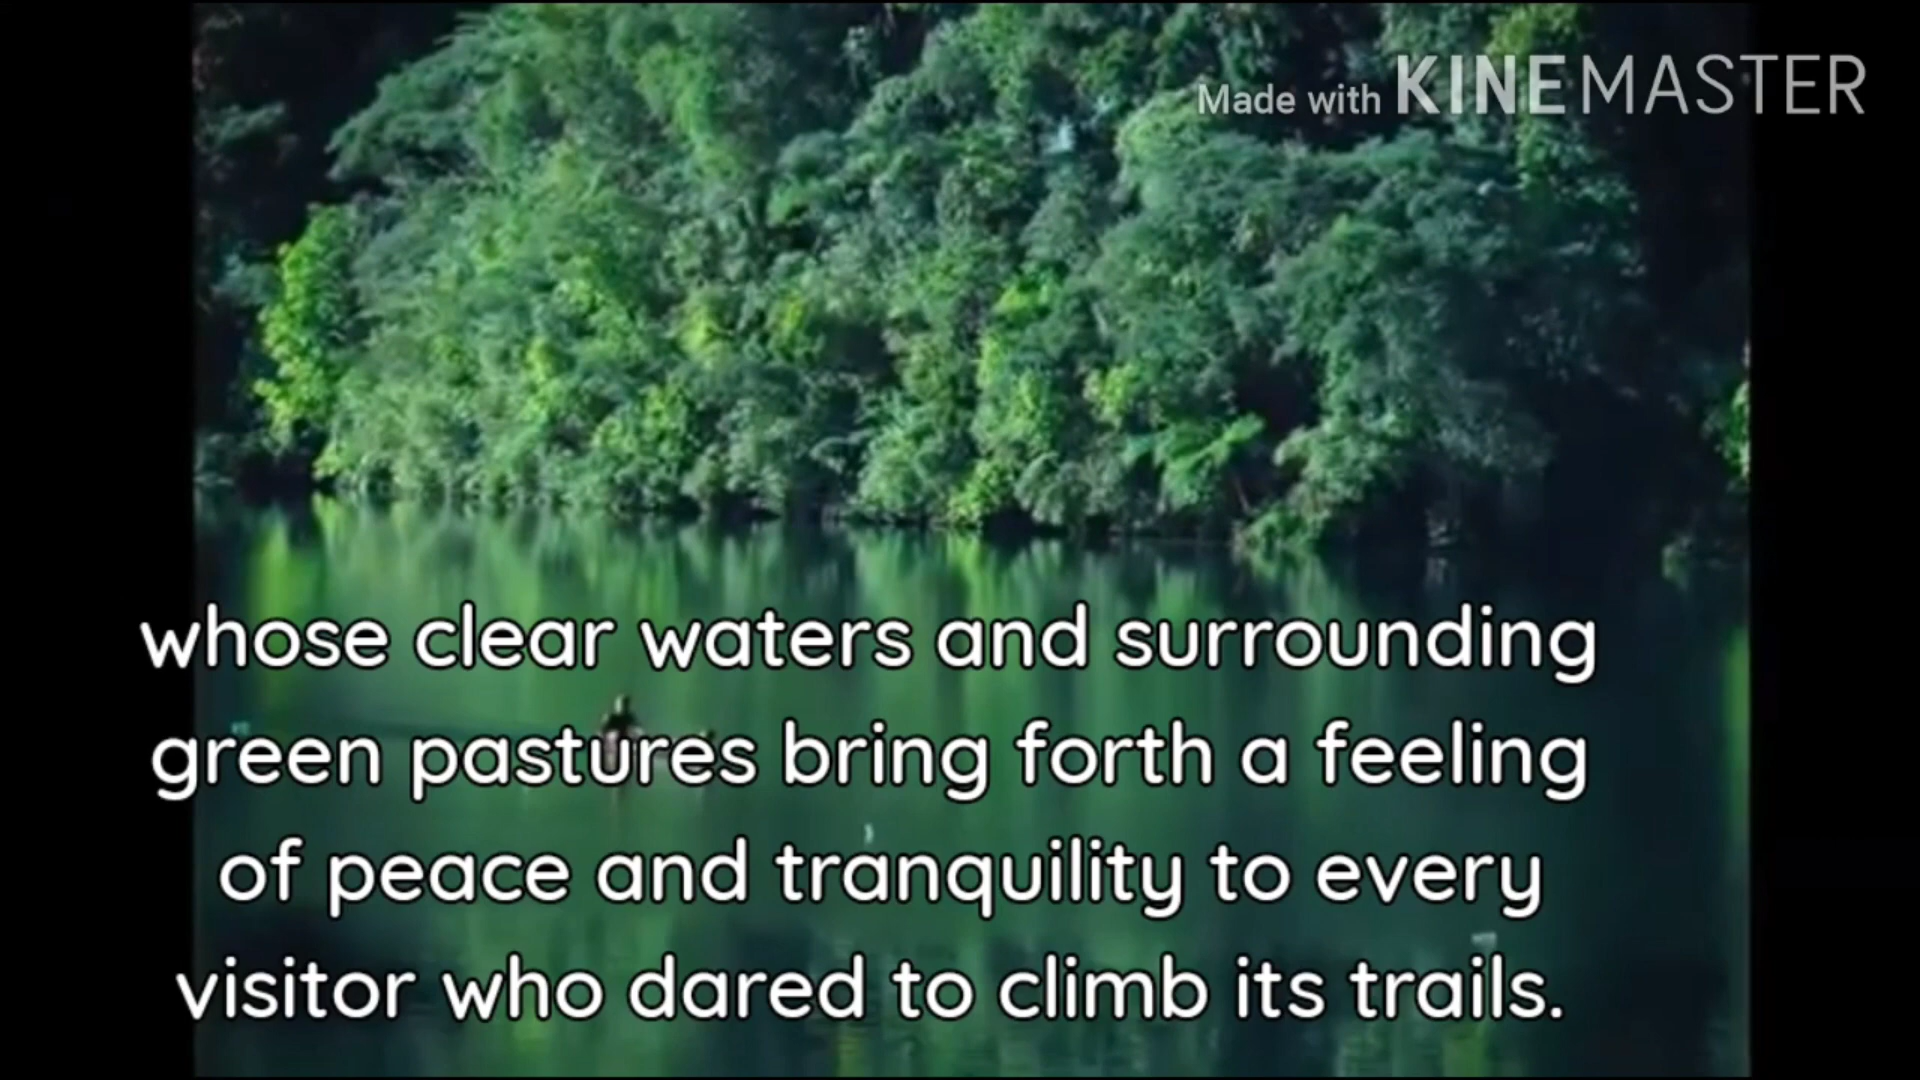 Made with KINEMASTER
whose clear waters and surrounding
green pastures bring forth a feeling
of peace and tranquility to every
visitor who dared to climb its trails.